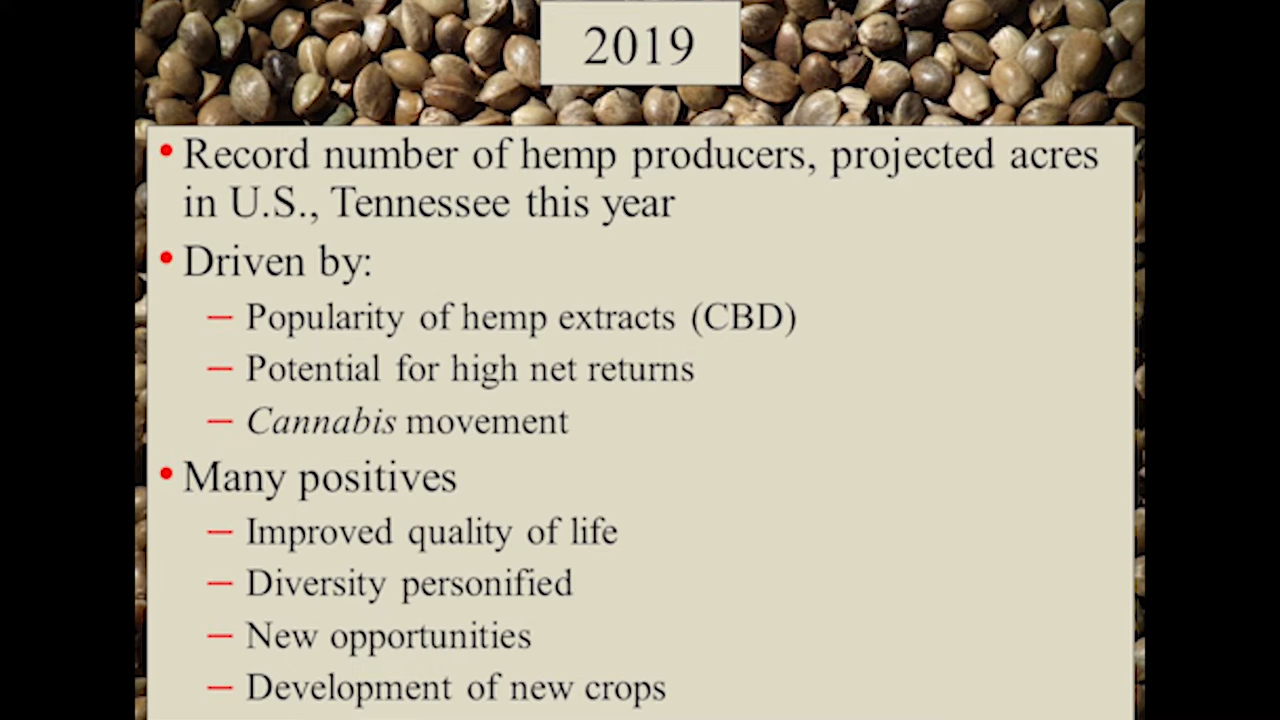 2019
• Record number of hemp producers, projected acres
in U.S., Tennessee this year
• Driven by:
– Popularity of hemp extracts (CBD)
– Potential for high net returns
– Cannabis movement
• Many positives
– Improved quality of life
– Diversity personified
– New opportunities
– Development of new crops